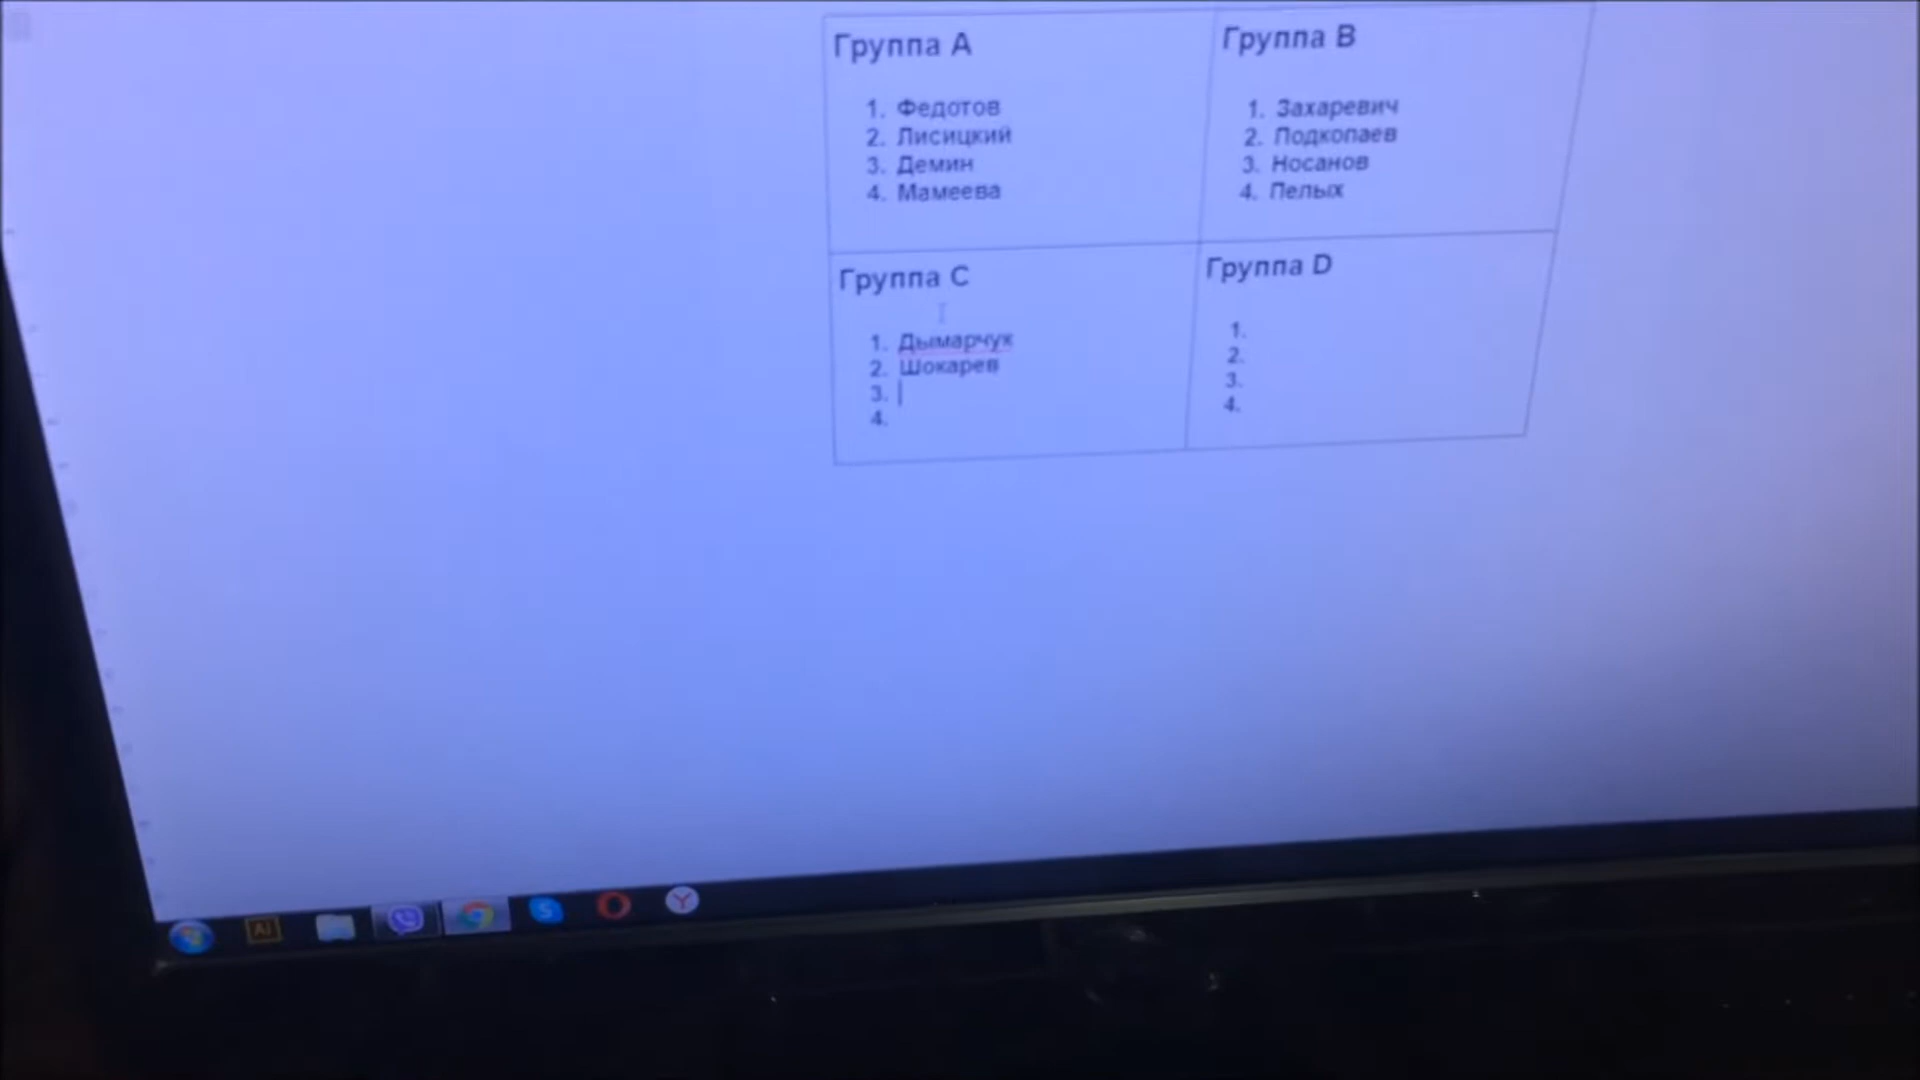 Группа A
1. Федотов
2. Лисицкий
3. Демин
4. Мамеева
Группа B
1. Захаревич
2. Подкопаев
3. Носанов
4. Пелых
Группа C
1. Дымарчук
2. Шокарев
3.
4.
Группа D
1.
2.
3.
4.
Ai